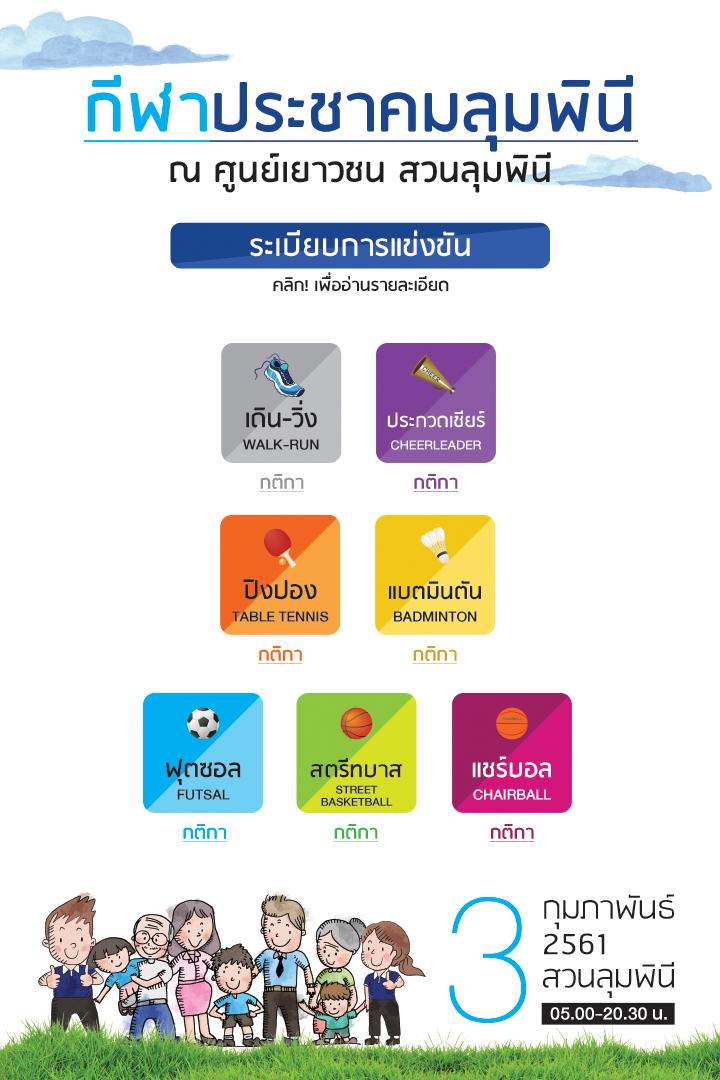 กีฬาประชาคมลุมพินี
ณ ศูนย์เยาวชน สวนลุมพินี
ระเบียบการแข่งขัน
คลิก! เพื่ออ่านรายละเอียด
เดิน-วิ่ง
WALK-RUN
กติกา
CHEER
ประกวดเชียร์
CHEERLEADER
กติกา
ปิงปอง
TABLE TENNIS
กติกา
แบตมินตัน
BADMINTON
กติกา
ฟุตซอล
FUTSAL
กติกา
สตรีทบาส
STREET
BASKETBALL
กติกา
แชร์บอล
CHAIRBALL
กติกา
3
กุมภาพันธ์
2561
สวนลุมพินี
05.00-20.30 น.